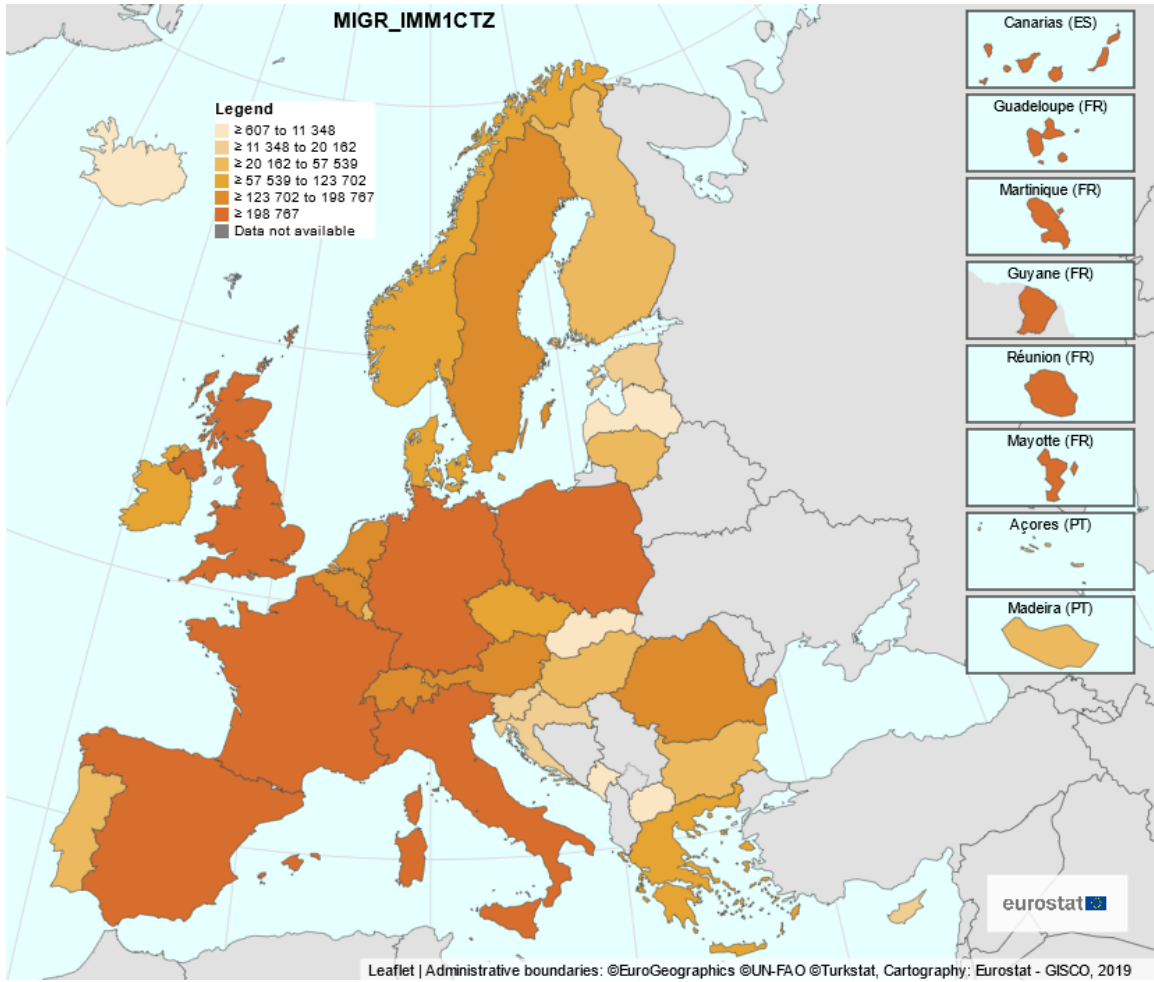 MIGR_IMM1CTZ
Legend
≥ 607 to 11 348
≥ 11 348 to 20 162
≥ 20 162 to 57 539
≥ 57 539 to 123 702
≥ 123 702 to 198 767
≥ 198 767
Data not available
Canarias (ES)
Guadeloupe (FR)
Martinique (FR)
Guyane (FR)
Réunion (FR)
Mayotte (FR)
Açores (PT)
Madeira (PT)
eurostat
Leaflet | Administrative boundaries: ©EuroGeographics ©UN-FAO ©Turkstat, Cartography: Eurostat - GISCO, 2019